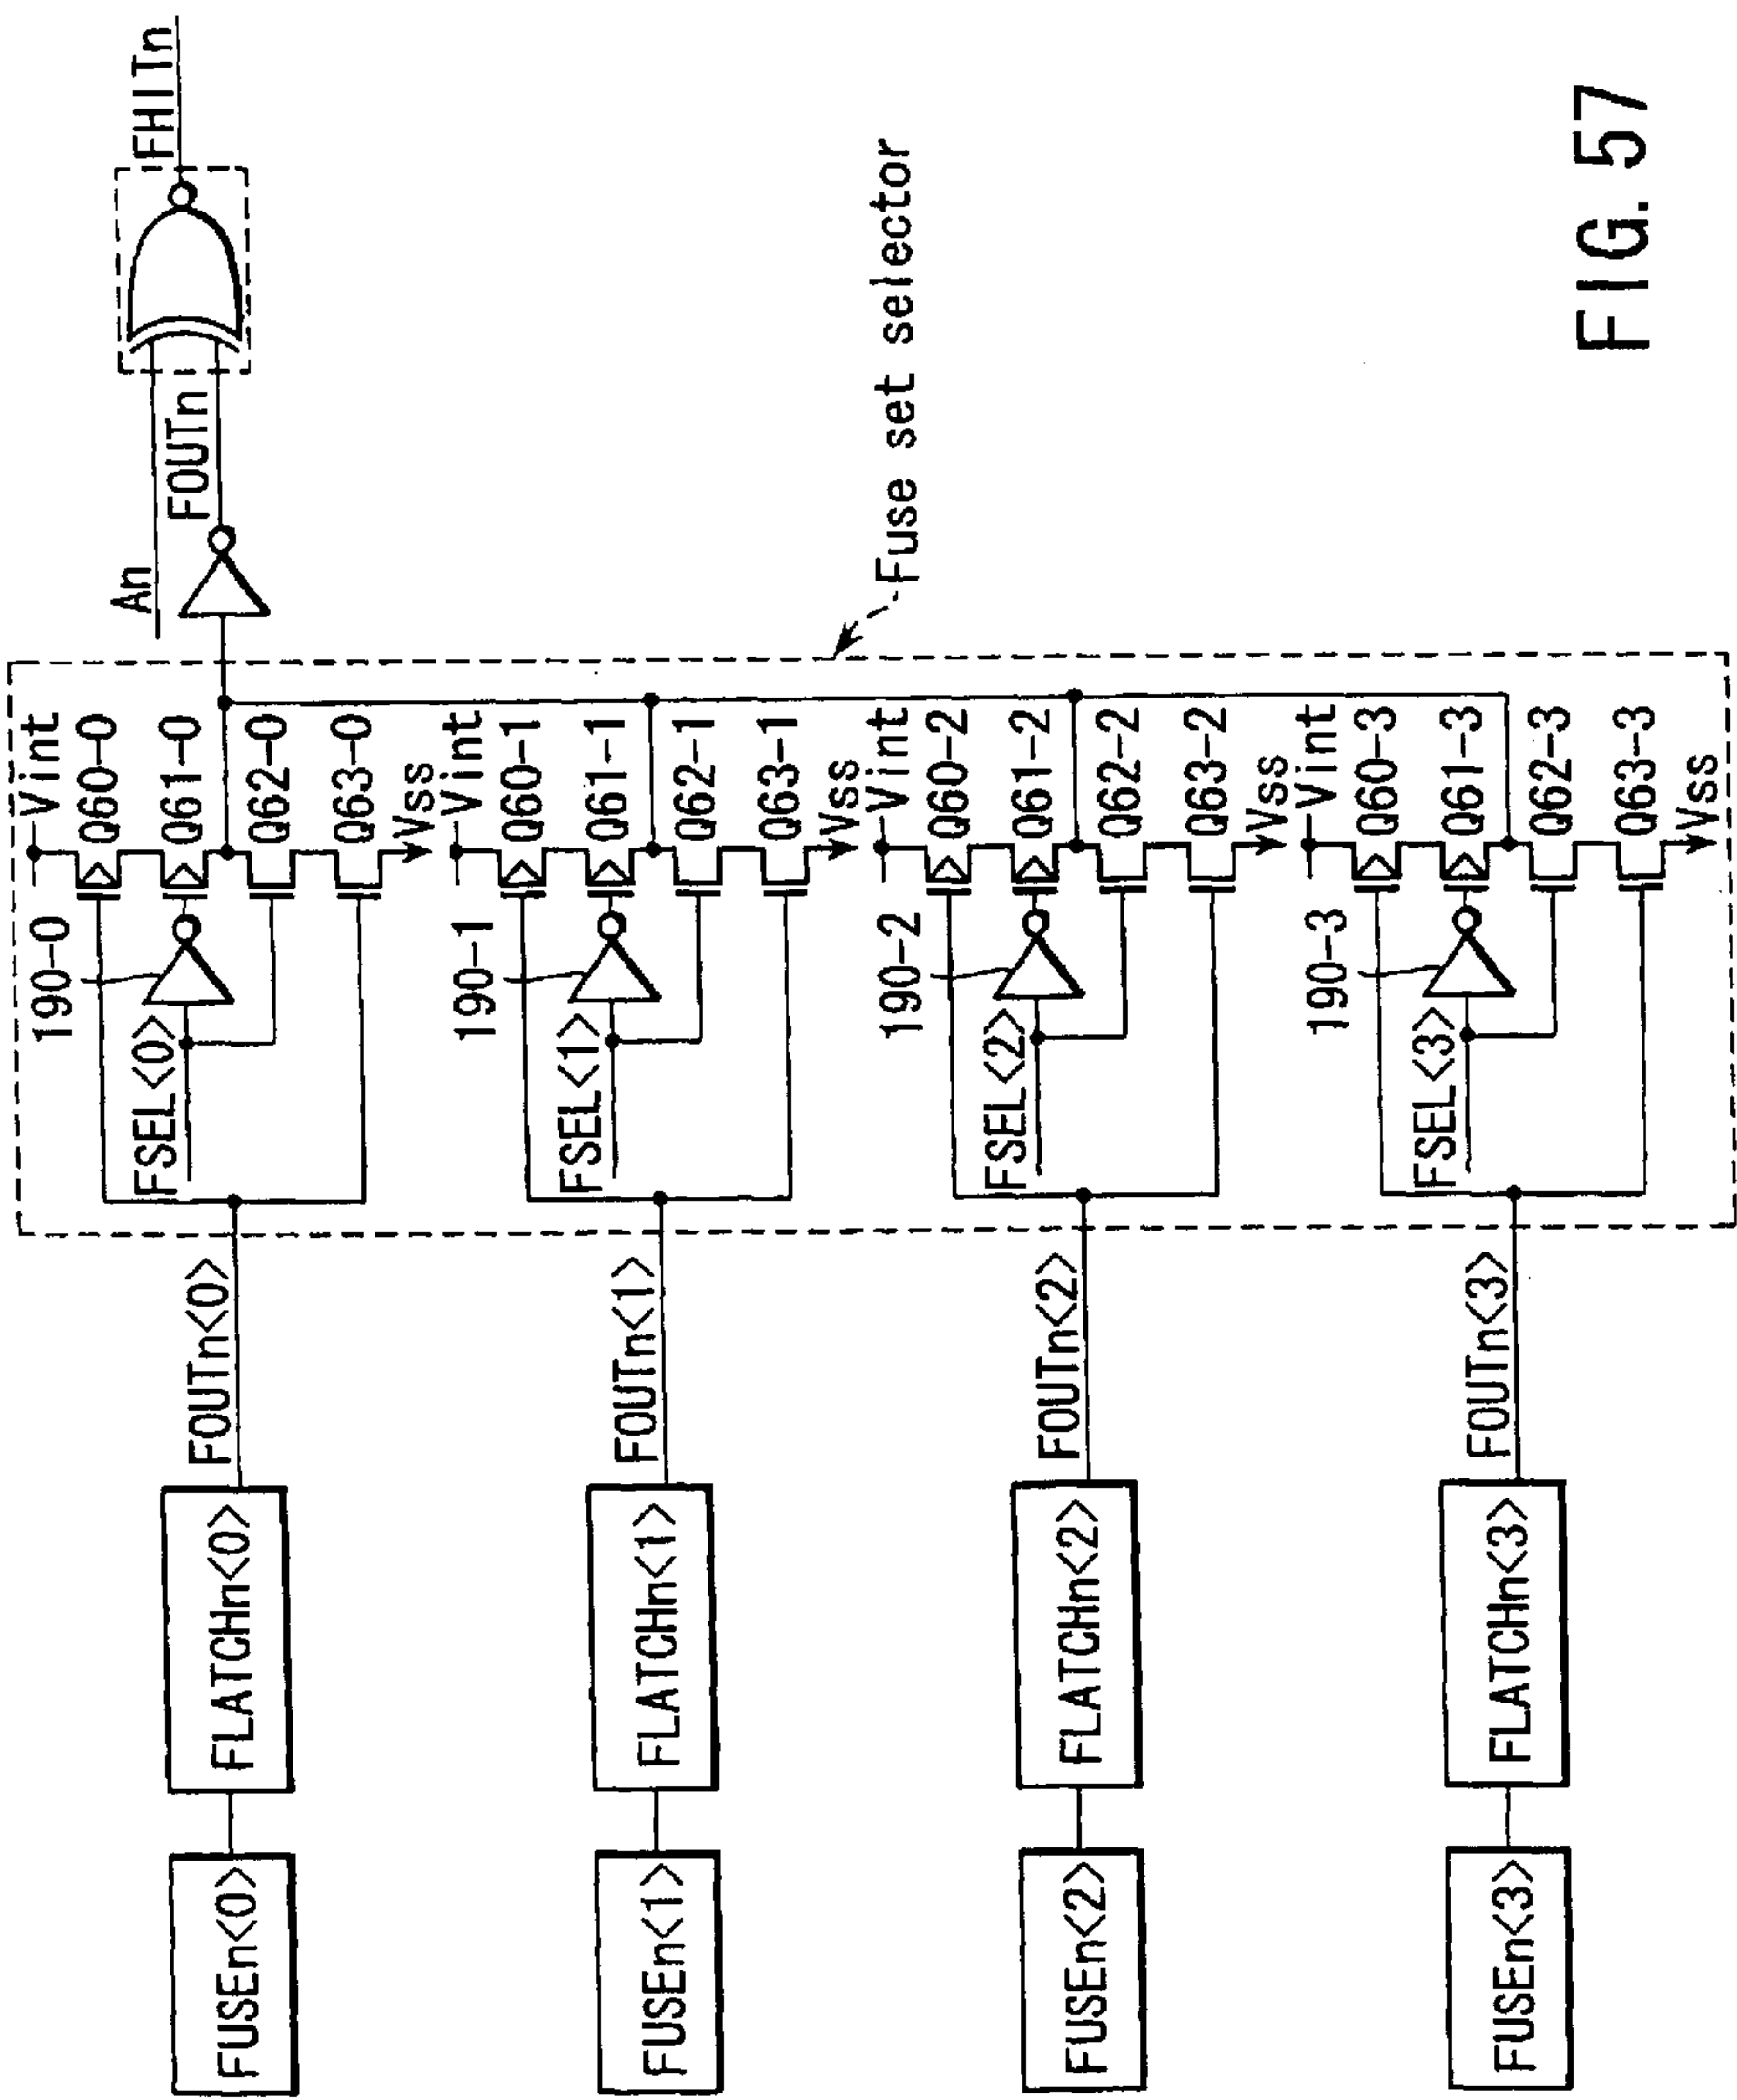 FUSEn<0>
FLATCHn<0>
FOUTn<0>
FSEL<0>
190-0
Vint
Q60-0
Q61-0
Q62-0
Q63-0
Vss
FUSEn<1>
FLATCHn<1>
FOUTn<1>
FSEL<1>
190-1
Vint
Q60-1
Q61-1
Q62-1
Q63-1
Vss
FUSEn<2>
FLATCHn<2>
FOUTn<2>
FSEL<2>
190-2
Vint
Q60-2
Q61-2
Q62-2
Q63-2
Vss
FUSEn<3>
FLATCHn<3>
FOUTn<3>
FSEL<3>
190-3
Vint
Q60-3
Q61-3
Q62-3
Q63-3
Vss
An
FOUTn
FHITn
Fuse set selector
FIG. 57